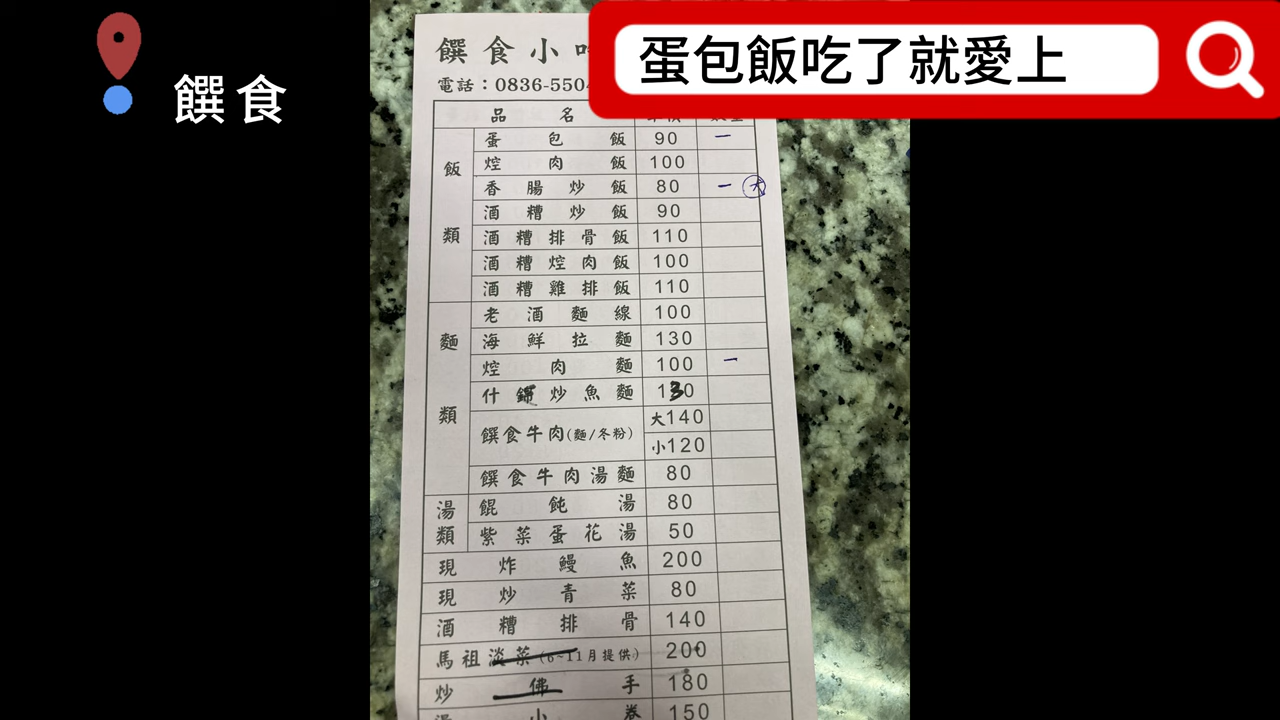 饌食
蛋包飯吃了就愛上
饌食小
電話：0836-550
品名
飯類
蛋包飯 90 一
焢肉飯 100
香腸炒飯 80 一 大
酒糟炒飯 90
酒糟排骨飯 110
酒糟焢肉飯 100
酒糟雞排飯 110
麵類
老酒麵線 100
海鮮拉麵 130
焢肉麵 100 一
什錦炒魚麵 130
饌食牛肉(麵/冬粉) 大140
小120
饌食牛肉湯麵 80
湯類
餛飩湯 80
紫菜蛋花湯 50
現炸鰻魚 200
現炒青菜 80
酒糟排骨 140
馬祖淡菜(6~11月提供) 200
炒佛手 180
小卷 150